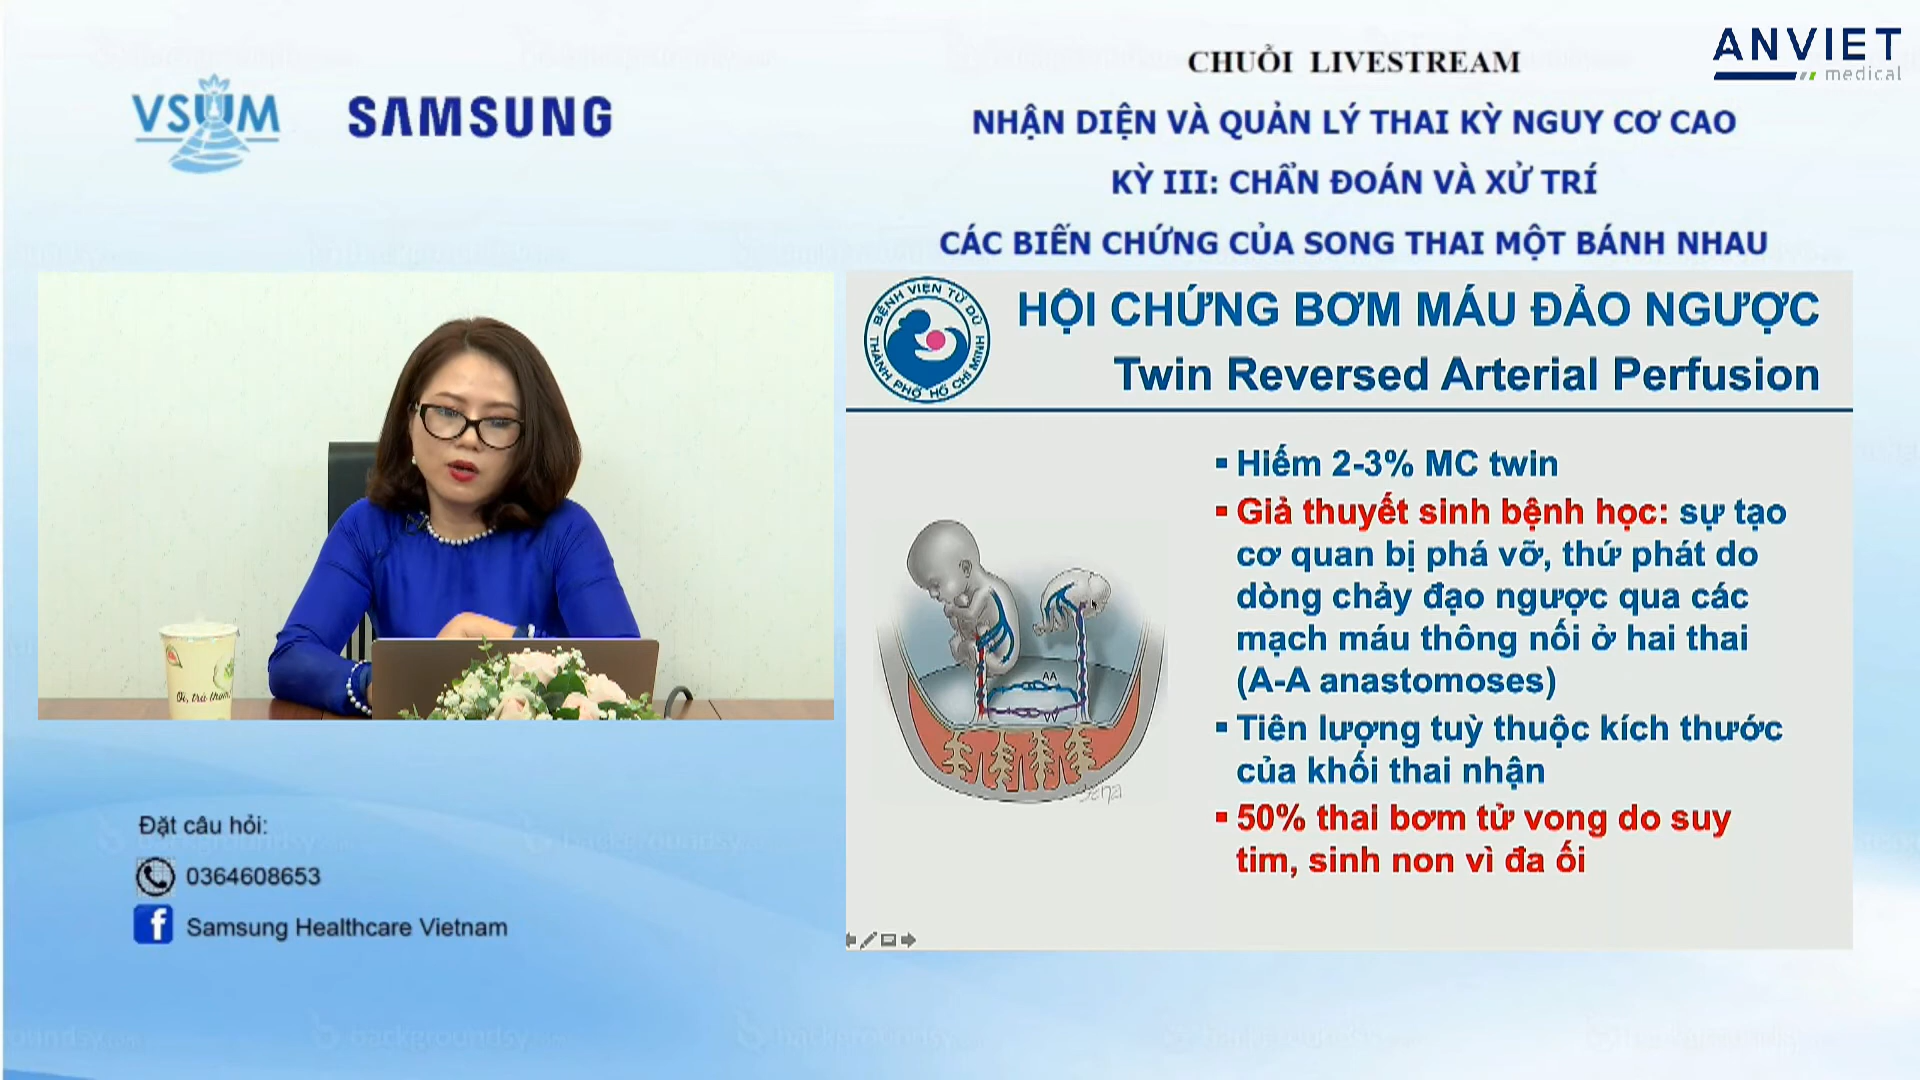 ANVIET
medical
VSUM
SAMSUNG
CHUỖI LIVESTREAM
NHẬN DIỆN VÀ QUẢN LÝ THAI KỲ NGUY CƠ CAO
KỲ III: CHẨN ĐOÁN VÀ XỬ TRÍ
CÁC BIẾN CHỨNG CỦA SONG THAI MỘT BÁNH NHAU
BỆNH VIỆN TỪ DŨ
THÀNH PHỐ HỒ CHÍ MINH
HỘI CHỨNG BƠM MÁU ĐẢO NGƯỢC
Twin Reversed Arterial Perfusion
Hiếm 2-3% MC twin
Giả thuyết sinh bệnh học: sự tạo
cơ quan bị phá vỡ, thứ phát do
dòng chảy đạo ngược qua các
mạch máu thông nối ở hai thai
(A-A anastomoses)
Tiên lượng tuỳ thuộc kích thước
của khối thai nhận
50% thai bơm tử vong do suy
tim, sinh non vì đa ối
AA
VV
Đặt câu hỏi:
0364608653
f
Samsung Healthcare Vietnam